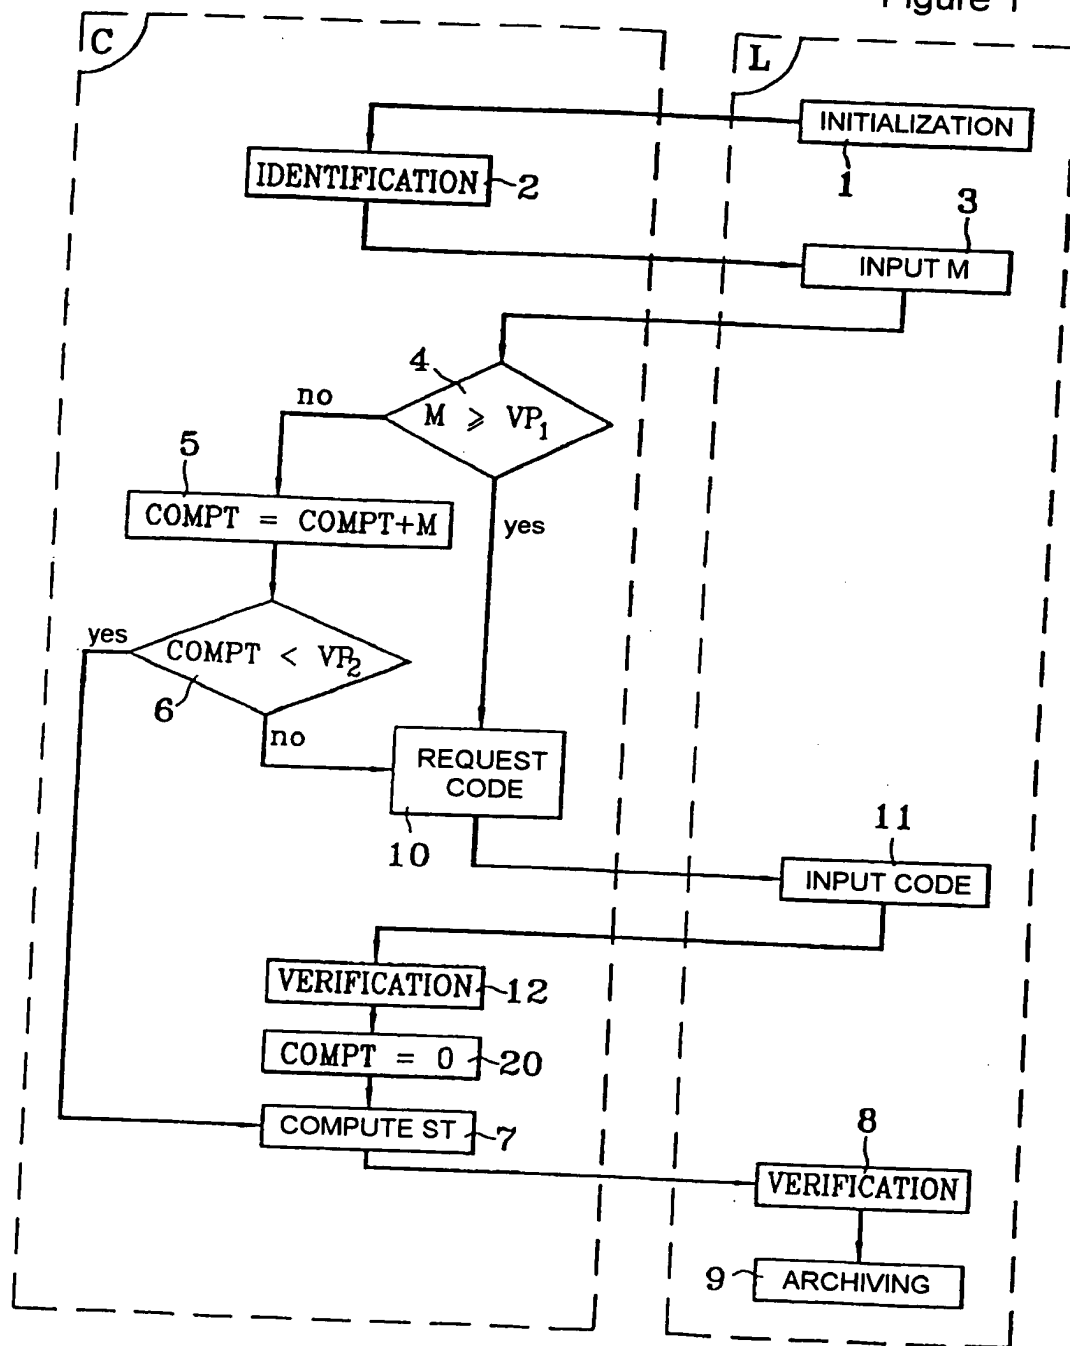 Figure 1
C
L
INITIALIZATION
1
IDENTIFICATION
2
3
INPUT M
4
no
M ⩾ VP1
5
COMPT = COMPT+M
yes
yes
COMPT < VP2
6
no
REQUEST
CODE
10
11
INPUT CODE
VERIFICATION
12
COMPT = 0
20
COMPUTE ST
7
8
VERIFICATION
9
ARCHIVING